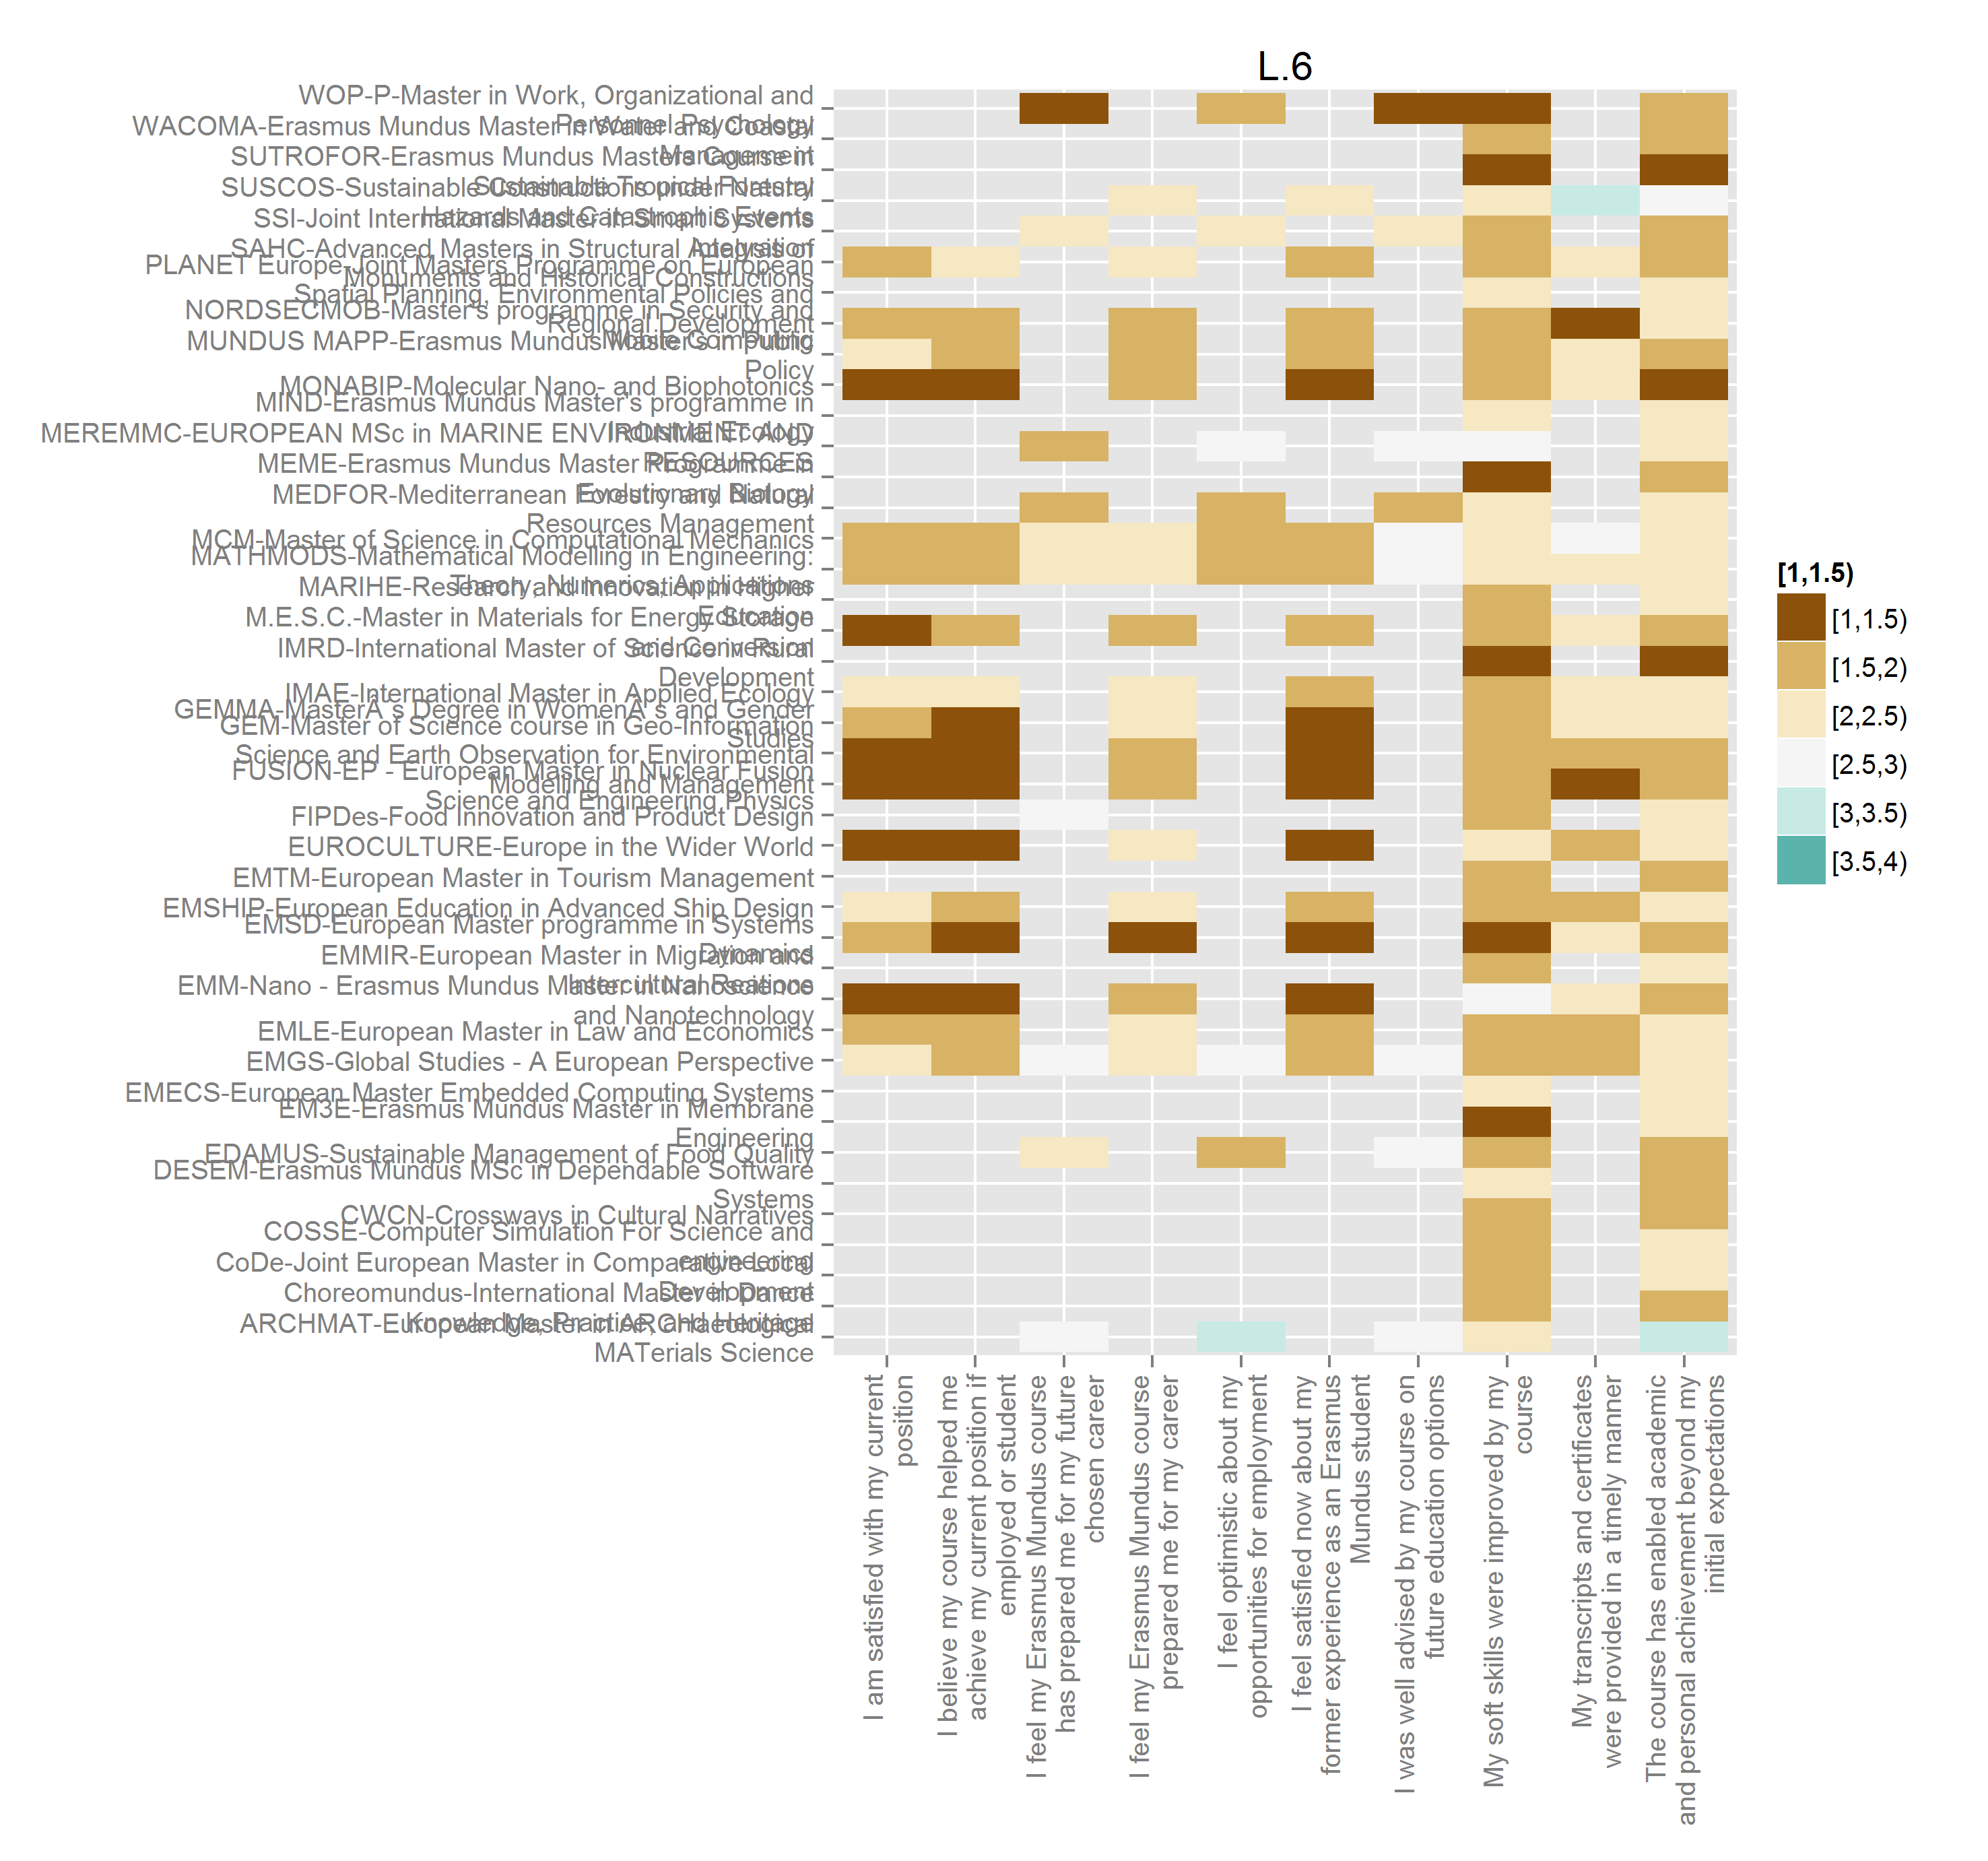 L.6
WOP-P-Master in Work, Organizational and
Personnel Psychology
WACOMA-Erasmus Mundus Master in Water and Coastal
Management
SUTROFOR-Erasmus Mundus Masters Course in
Sustainable Tropical Forestry
SUSCOS-Sustainable Constructions under Natural
Hazards and Catastrophic Events
SSI-Joint International Master in Smart Systems
Integration
SAHC-Advanced Masters in Structural Analysis of
Monuments and Historical Constructions
PLANET Europe-Joint Masters Programme on European
Spatial Planning, Environmental Policies and
Regional Development
NORDSECMOB-Master's programme in Security and
Mobile Computing
MUNDUS MAPP-Erasmus Mundus Master's in Public
Policy
MONABIP-Molecular Nano- and Biophotonics
MIND-Erasmus Mundus Master's programme in
Industrial Ecology
MEREMMC-EUROPEAN MSc in MARINE ENVIRONMENT AND
RESOURCES
MEME-Erasmus Mundus Master Programme in
Evolutionary Biology
MEDFOR-Mediterranean Forestry and Natural
Resources Management
MCM-Master of Science in Computational Mechanics
MATHMODS-Mathematical Modelling in Engineering:
Theory, Numerics, Applications
MARIHE-Research and Innovation in Higher
Education
M.E.S.C.-Master in Materials for Energy Storage
and Conversion
IMRD-International Master of Science in Rural
Development
IMAE-International Master in Applied Ecology
GEMMA-MasterÂ´s Degree in WomenÂ´s and Gender
Studies
GEM-Master of Science course in Geo-Information
Science and Earth Observation for Environmental
Modelling and Management
FUSION-EP - European Master in Nuclear Fusion
Science and Engineering Physics
FIPDes-Food Innovation and Product Design
EUROCULTURE-Europe in the Wider World
EMTM-European Master in Tourism Management
EMSHIP-European Education in Advanced Ship Design
EMSD-European Master programme in Systems
Dynamics
EMMIR-European Master in Migration and
Intercultural Reations
EMM-Nano - Erasmus Mundus Master in Nanoscience
and Nanotechnology
EMLE-European Master in Law and Economics
EMGS-Global Studies - A European Perspective
EMECS-European Master Embedded Computing Systems
EM3E-Erasmus Mundus Master in Membrane
Engineering
EDAMUS-Sustainable Management of Food Quality
DESEM-Erasmus Mundus MSc in Dependable Software
Systems
CWCN-Crossways in Cultural Narratives
COSSE-Computer Simulation For Science and
engineering
CoDe-Joint European Master in Comparative Local
Development
Choreomundus-International Master in Dance
Knowledge, Practice, and Heritage
ARCHMAT-European Master in ARCHaeological
MATerials Science
I am satisfied with my current
position
I believe my course helped me
achieve my current position if
employed or student
I feel my Erasmus Mundus course
has prepared me for my future
chosen career
I feel my Erasmus Mundus course
prepared me for my career
I feel optimistic about my
opportunities for employment
I feel satisfied now about my
former experience as an Erasmus
Mundus student
I was well advised by my course on
future education options
My soft skills were improved by my
course
My transcripts and certificates
were provided in a timely manner
The course has enabled academic
and personal achievement beyond my
initial expectations
[1,1.5)
[1,1.5)
[1.5,2)
[2,2.5)
[2.5,3)
[3,3.5)
[3.5,4)